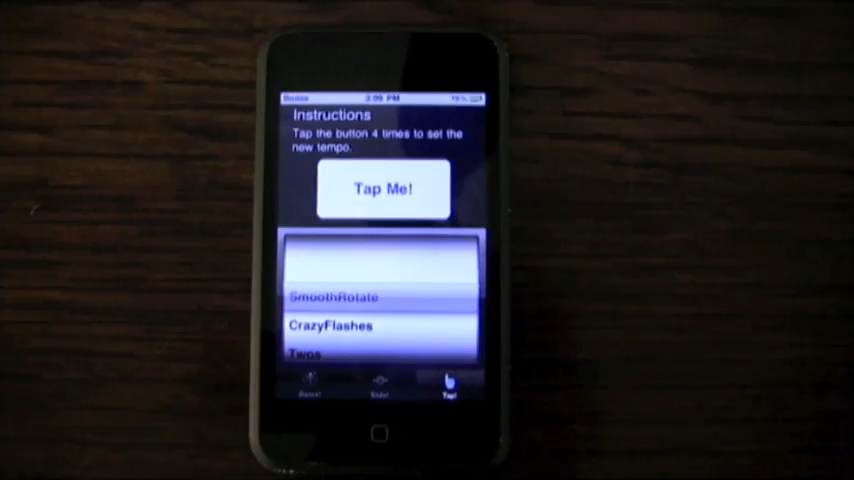 3:09 PM
Instructions
Tap the button 4 times to set the
new tempo.
Tap Me!
SmoothRotate
CrazyFlashes
Twos
Slide!
Tap!